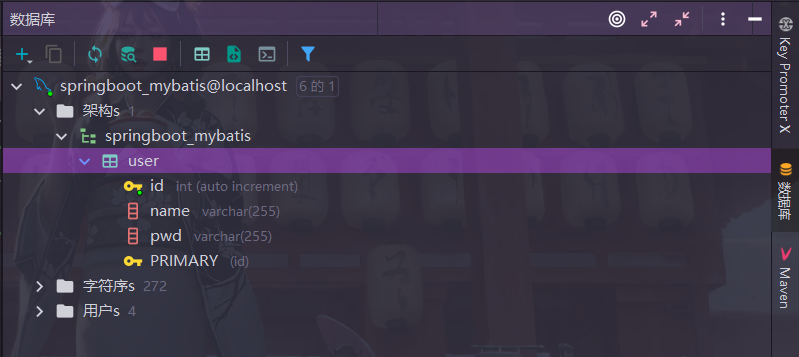 数据库
springboot_mybatis@localhost 6 的 1
架构s 1
springboot_mybatis
user
id int (auto increment)
name varchar(255)
pwd varchar(255)
PRIMARY (id)
字符序s 272
用户s 4
Key Promoter X
数据库
Maven